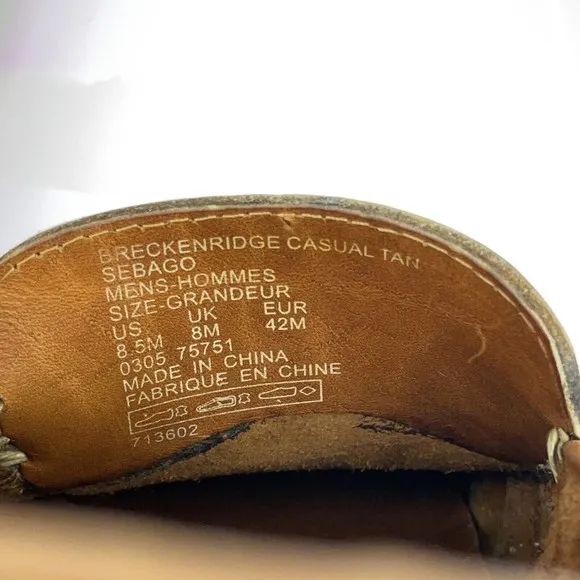 BRECKENRIDGE CASUAL TAN
SEBAGO
MENS-HOMMES
SIZE-GRANDEUR
US UK EUR
8.5M 8M 42M
0305 75751
MADE IN CHINA
FABRIQUE EN CHINE
713602